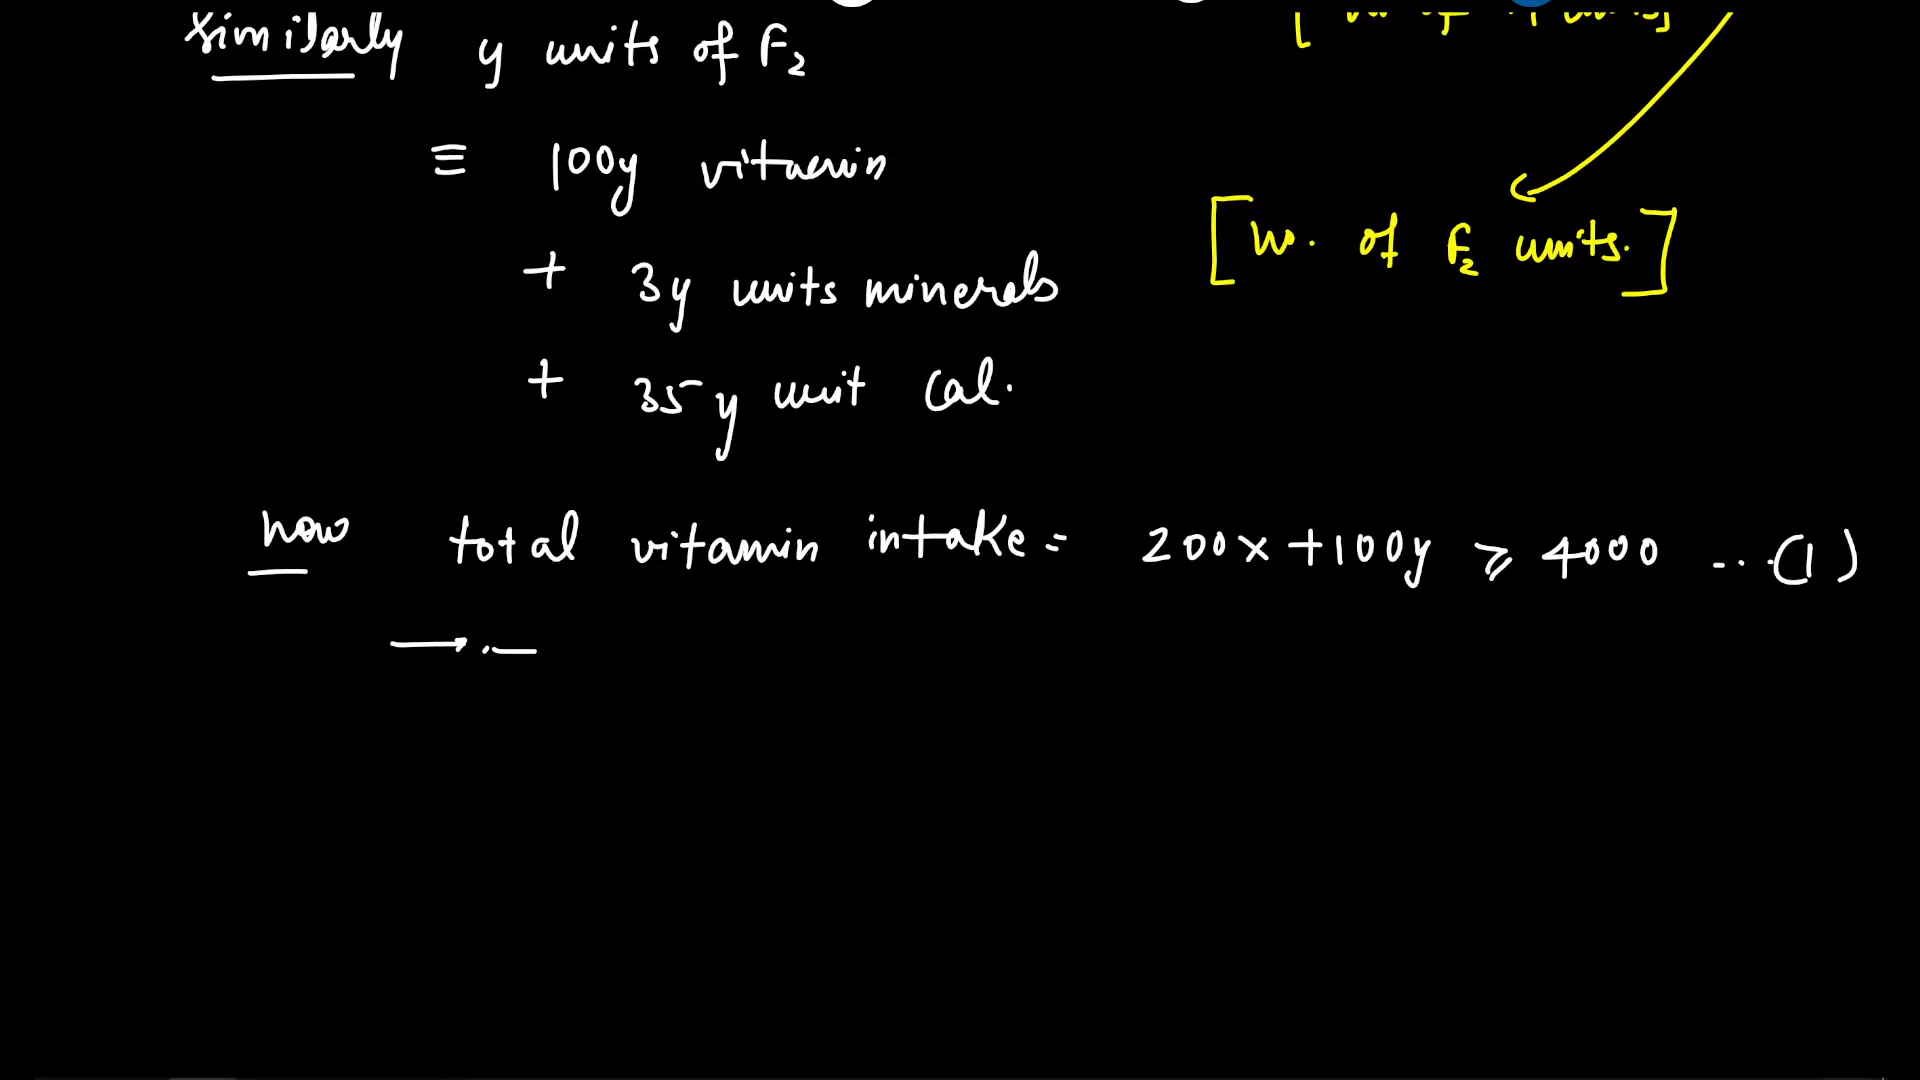 Similarly y units of F₂
≡ 100y vitamin
+ 3y units minerals
+ 35y unit cal.
[no. of F₂ units.]
now total vitamin intake = 200x + 100y ⩾ 4000 ... (1)